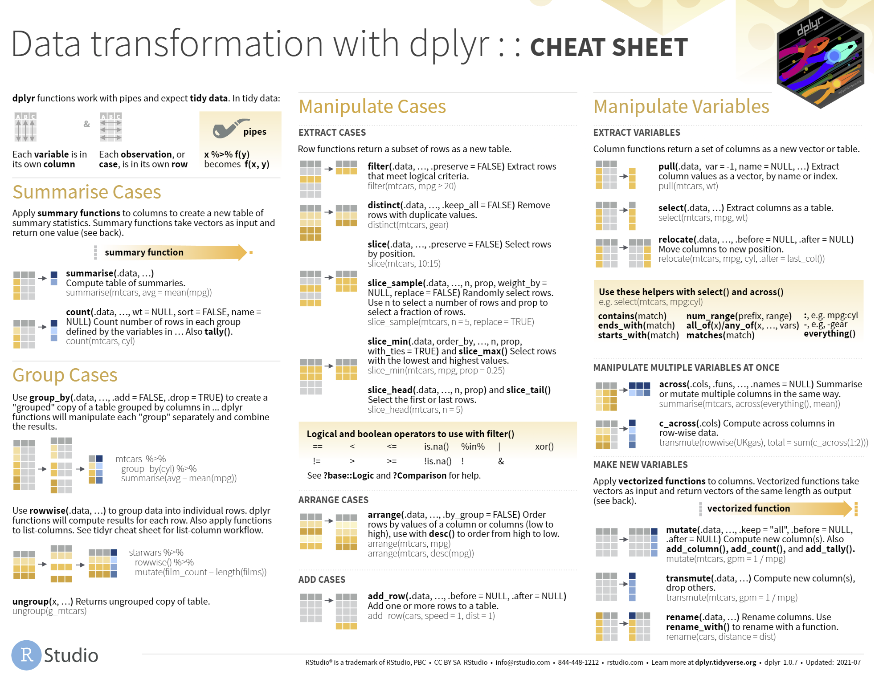 Data transformation with dplyr : : CHEAT SHEET
dplyr
dplyr functions work with pipes and expect tidy data. In tidy data:
A B C
A B C
&
pipes
Each variable is in
its own column
Each observation, or
case, is in its own row
x %>% f(y)
becomes f(x, y)
Summarise Cases
Apply summary functions to columns to create a new table of
summary statistics. Summary functions take vectors as input and
return one value (see back).
summary function
summarise(.data, …)
Compute table of summaries.
summarise(mtcars, avg = mean(mpg))
count(.data, …, wt = NULL, sort = FALSE, name =
NULL) Count number of rows in each group
defined by the variables in … Also tally().
count(mtcars, cyl)
Group Cases
Use group_by(.data, …, .add = FALSE, .drop = TRUE) to create a
"grouped" copy of a table grouped by columns in ... dplyr
functions will manipulate each "group" separately and combine
the results.
mtcars %>%
group_by(cyl) %>%
summarise(avg = mean(mpg))
Use rowwise(.data, …) to group data into individual rows. dplyr
functions will compute results for each row. Also apply functions
to list-columns. See tidyr cheat sheet for list-column workflow.
starwars %>%
rowwise() %>%
mutate(film_count = length(films))
ungroup(x, …) Returns ungrouped copy of table.
ungroup(g_mtcars)
Manipulate Cases
EXTRACT CASES
Row functions return a subset of rows as a new table.
filter(.data, …, .preserve = FALSE) Extract rows
that meet logical criteria.
filter(mtcars, mpg > 20)
distinct(.data, …, .keep_all = FALSE) Remove
rows with duplicate values.
distinct(mtcars, gear)
slice(.data, …, .preserve = FALSE) Select rows
by position.
slice(mtcars, 10:15)
slice_sample(.data, …, n, prop, weight_by =
NULL, replace = FALSE) Randomly select rows.
Use n to select a number of rows and prop to
select a fraction of rows.
slice_sample(mtcars, n = 5, replace = TRUE)
slice_min(.data, order_by, …, n, prop,
with_ties = TRUE) and slice_max() Select rows
with the lowest and highest values.
slice_min(mtcars, mpg, prop = 0.25)
slice_head(.data, …, n, prop) and slice_tail()
Select the first or last rows.
slice_head(mtcars, n = 5)
Logical and boolean operators to use with filter()
== < <= is.na() %in% | xor()
!= > >= !is.na() ! &
See ?base::Logic and ?Comparison for help.
ARRANGE CASES
arrange(.data, …, .by_group = FALSE) Order
rows by values of a column or columns (low to
high), use with desc() to order from high to low.
arrange(mtcars, mpg)
arrange(mtcars, desc(mpg))
ADD CASES
add_row(.data, …, .before = NULL, .after = NULL)
Add one or more rows to a table.
add_row(cars, speed = 1, dist = 1)
Manipulate Variables
EXTRACT VARIABLES
Column functions return a set of columns as a new vector or table.
pull(.data, var = -1, name = NULL, …) Extract
column values as a vector, by name or index.
pull(mtcars, wt)
select(.data, …) Extract columns as a table.
select(mtcars, mpg, wt)
relocate(.data, …, .before = NULL, .after = NULL)
Move columns to new position.
relocate(mtcars, mpg, cyl, .after = last_col())
Use these helpers with select() and across()
e.g. select(mtcars, mpg:cyl)
contains(match) num_range(prefix, range) :, e.g. mpg:cyl
ends_with(match) all_of(x)/any_of(x, …, vars) -, e.g, -gear
starts_with(match) matches(match) everything()
MANIPULATE MULTIPLE VARIABLES AT ONCE
across(.cols, .funs, …, .names = NULL) Summarise
or mutate multiple columns in the same way.
summarise(mtcars, across(everything(), mean))
c_across(.cols) Compute across columns in
row-wise data.
transmute(rowwise(UKgas), total = sum(c_across(1:2)))
MAKE NEW VARIABLES
Apply vectorized functions to columns. Vectorized functions take
vectors as input and return vectors of the same length as output
(see back).
vectorized function
mutate(.data, …, .keep = "all", .before = NULL,
.after = NULL) Compute new column(s). Also
add_column(), add_count(), and add_tally().
mutate(mtcars, gpm = 1 / mpg)
transmute(.data, …) Compute new column(s),
drop others.
transmute(mtcars, gpm = 1 / mpg)
rename(.data, …) Rename columns. Use
rename_with() to rename with a function.
rename(cars, distance = dist)
R Studio
RStudio® is a trademark of RStudio, PBC • CC BY SA RStudio • info@rstudio.com • 844-448-1212 • rstudio.com • Learn more at dplyr.tidyverse.org • dplyr 1.0.7 • Updated: 2021-07